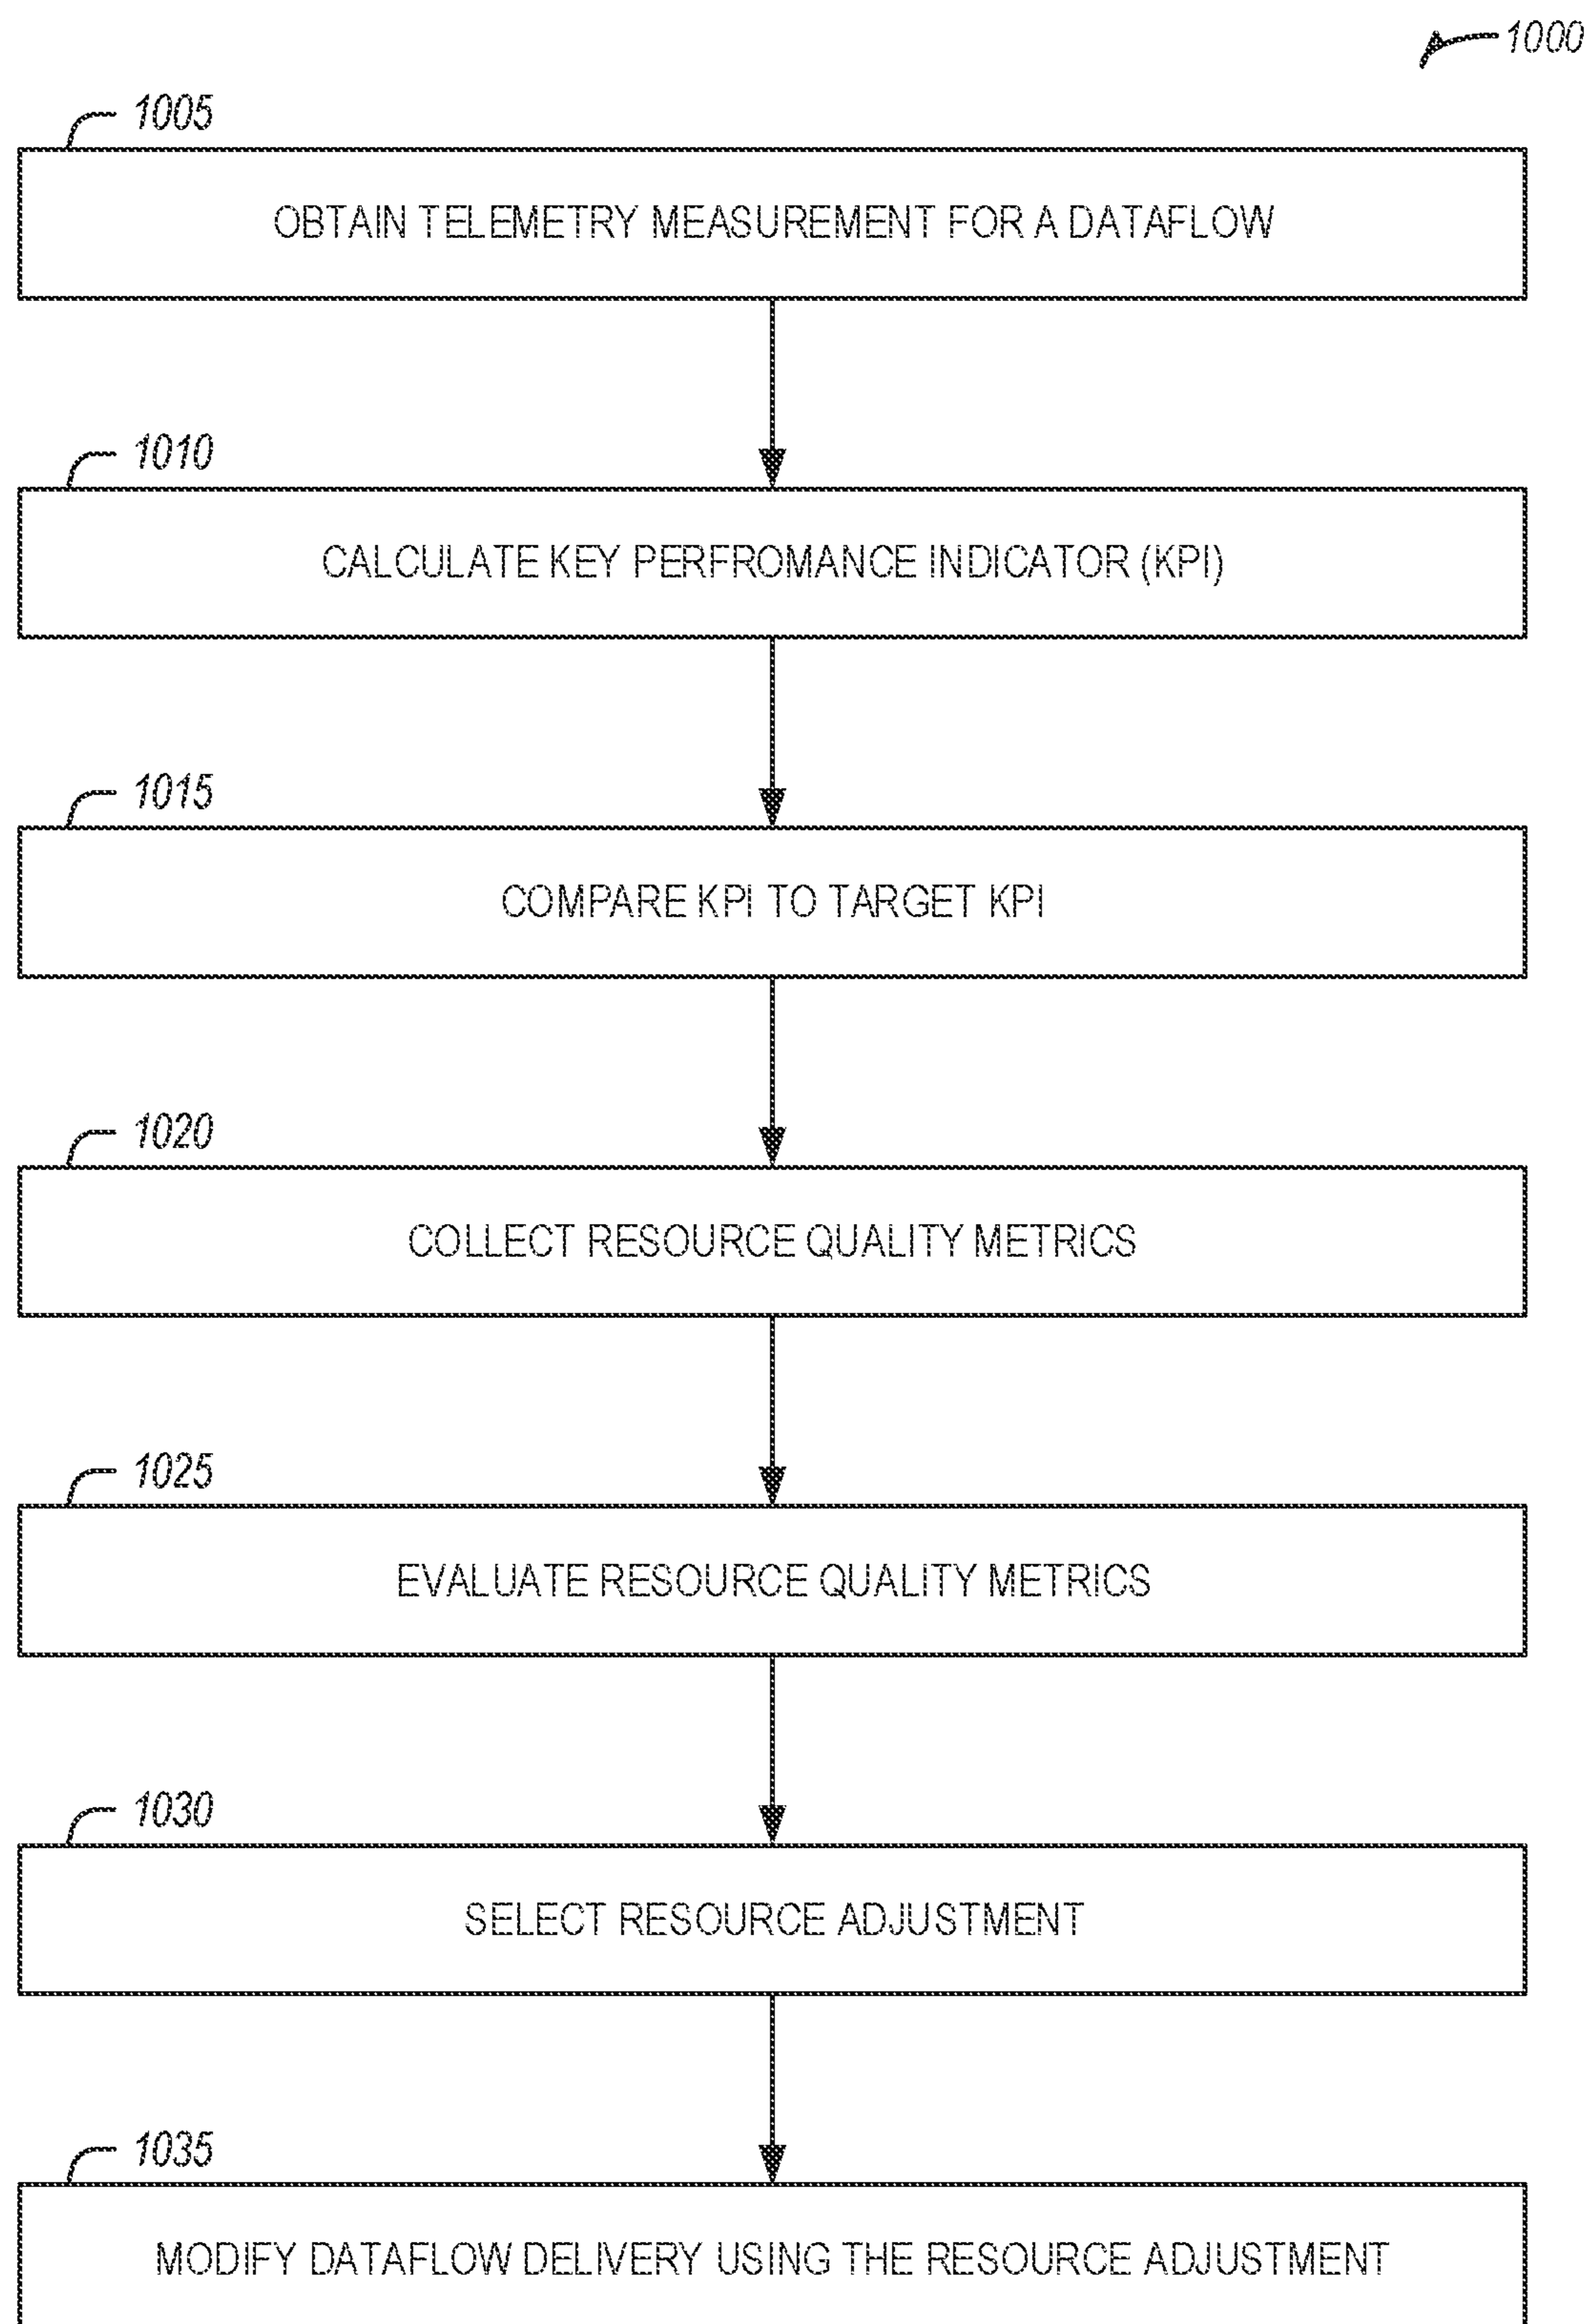 1000
1005
OBTAIN TELEMETRY MEASUREMENT FOR A DATAFLOW
1010
CALCULATE KEY PERFROMANCE INDICATOR (KPI)
1015
COMPARE KPI TO TARGET KPI
1020
COLLECT RESOURCE QUALITY METRICS
1025
EVALUATE RESOURCE QUALITY METRICS
1030
SELECT RESOURCE ADJUSTMENT
1035
MODIFY DATAFLOW DELIVERY USING THE RESOURCE ADJUSTMENT